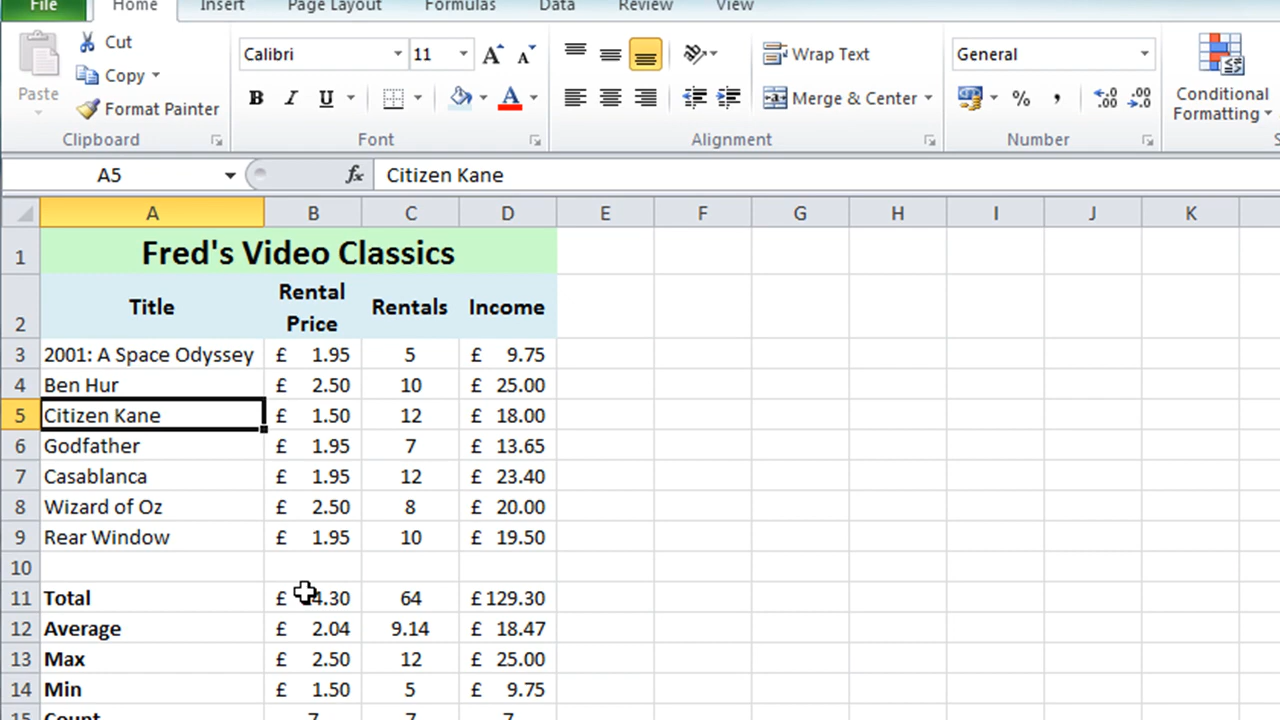 File Home Insert Page Layout Formulas Data Review View
Cut
Calibri 11 Wrap Text General
Copy
Paste
Format Painter
B I U A Merge & Center % , Conditional
Formatting
Clipboard Font Alignment Number
A5 fx Citizen Kane
A B C D E F G H I J K
1 Fred's Video Classics
2 Title Rental Price Rentals Income
3 2001: A Space Odyssey £ 1.95 5 £ 9.75
4 Ben Hur £ 2.50 10 £ 25.00
5 Citizen Kane £ 1.50 12 £ 18.00
6 Godfather £ 1.95 7 £ 13.65
7 Casablanca £ 1.95 12 £ 23.40
8 Wizard of Oz £ 2.50 8 £ 20.00
9 Rear Window £ 1.95 10 £ 19.50
10
11 Total £ 64 £ 129.30
12 Average £ 2.04 9.14 £ 18.47
13 Max £ 2.50 12 £ 25.00
14 Min £ 1.50 5 £ 9.75
15 Count 7 7 7